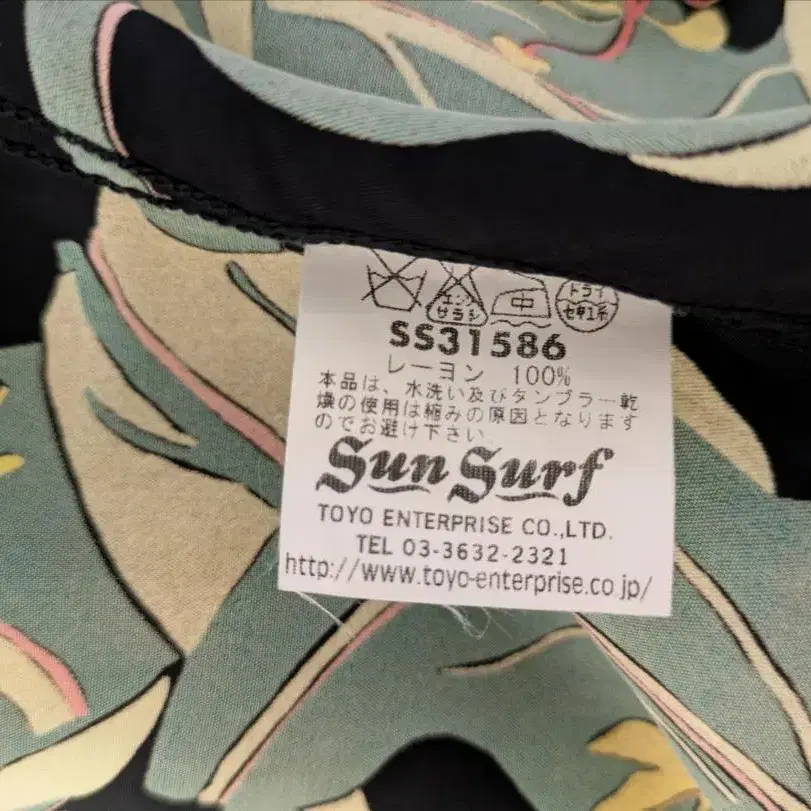 エンソ
サラシ
中
ドライ
セキユ系
SS31586
レーヨン 100%
本品は、水洗い及びタンブラー乾
燥の使用は縮みの原因となります
のでお避け下さい。
Sun Surf
TOYO ENTERPRISE CO.,LTD.
TEL 03-3632-2321
http://www.toyo-enterprise.co.jp/